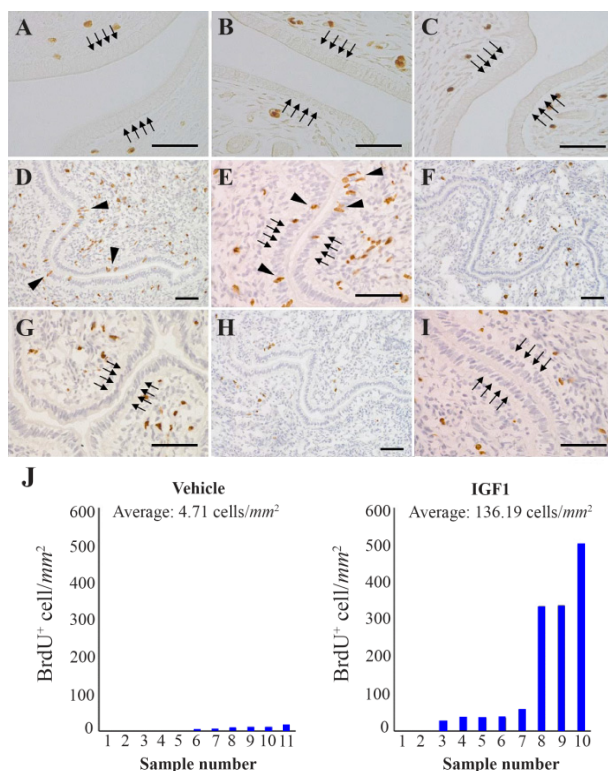 A B C
D E F
G H I
J
Vehicle
Average: 4.71 cells/mm²
BrdU⁺ cell/mm²
600
500
400
300
200
100
0
1 2 3 4 5 6 7 8 9 10 11
Sample number
IGF1
Average: 136.19 cells/mm²
BrdU⁺ cell/mm²
600
500
400
300
200
100
0
1 2 3 4 5 6 7 8 9 10
Sample number